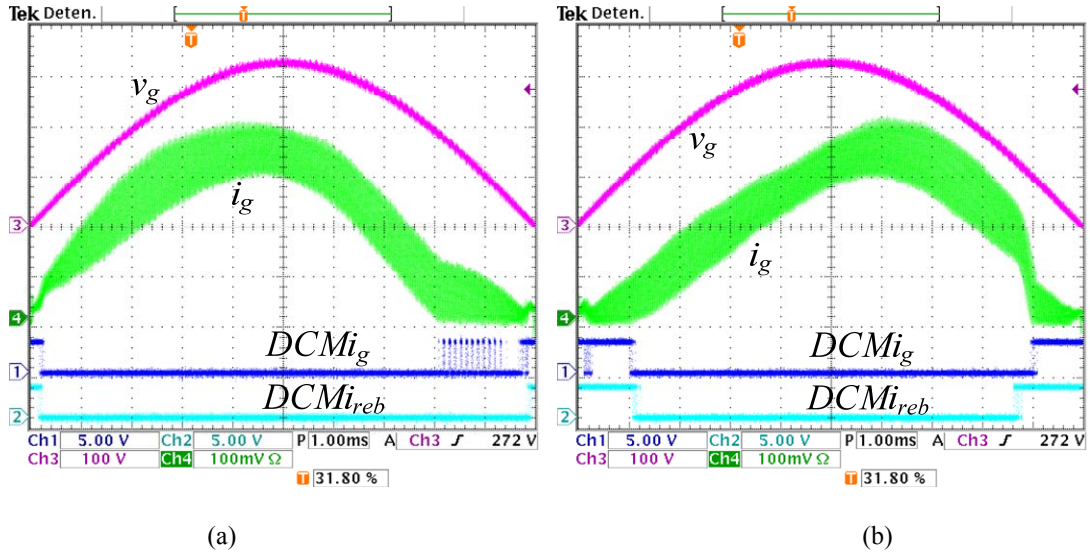 Tek Deten.
T
T
v_g
i_g
3
4
DCMi_g
1
DCMi_reb
2
Ch1 5.00 V Ch2 5.00 V P 1.00ms A Ch3 ƒ 272 V
Ch3 100 V Ch4 100mV Ω
T 31.80 %
(a)
Tek Deten.
T
T
v_g
i_g
3
4
DCMi_g
1
DCMi_reb
2
Ch1 5.00 V Ch2 5.00 V P 1.00ms A Ch3 ƒ 272 V
Ch3 100 V Ch4 100mV Ω
T 31.80 %
(b)